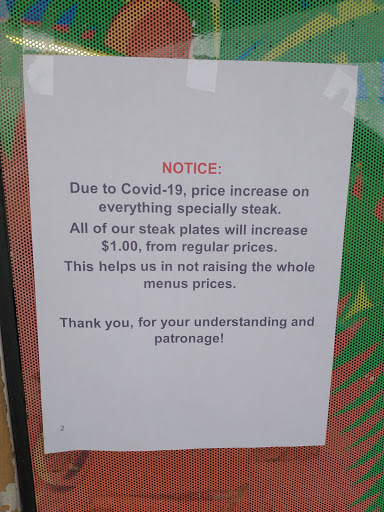 NOTICE:
Due to Covid-19, price increase on
everything specially steak.
All of our steak plates will increase
$1.00, from regular prices.
This helps us in not raising the whole
menus prices.
Thank you, for your understanding and
patronage!
2